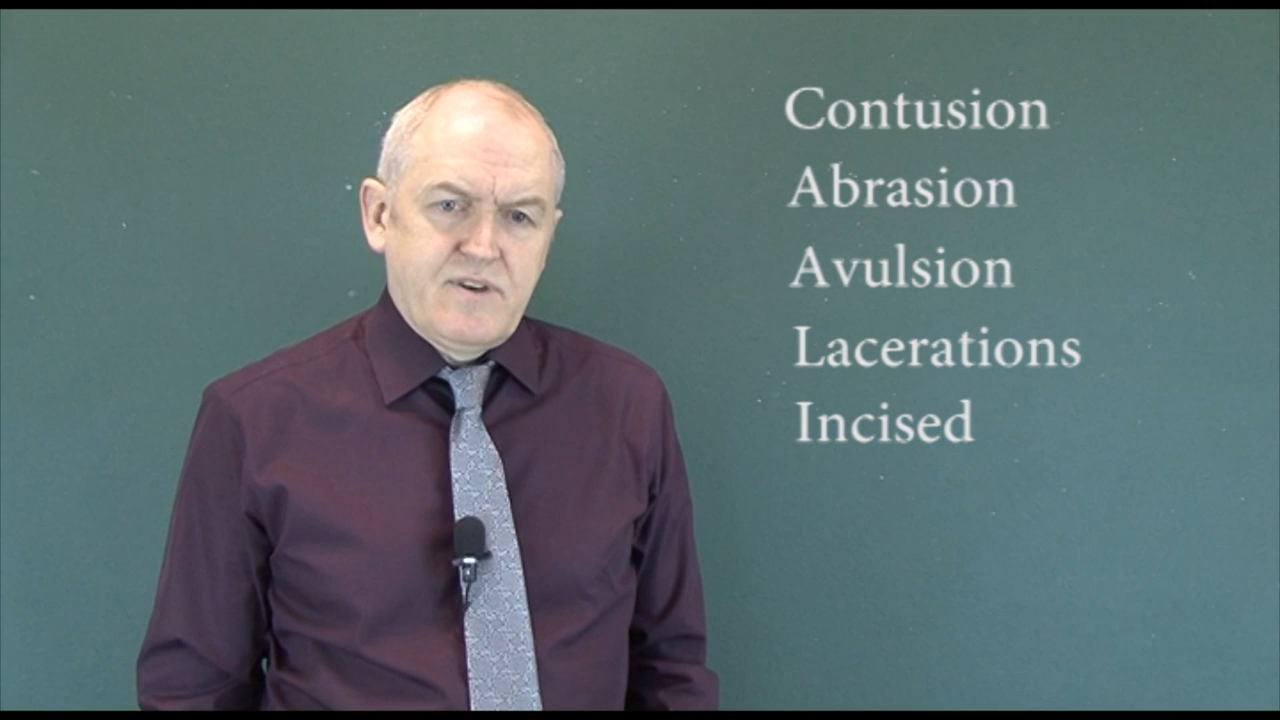 Contusion
Abrasion
Avulsion
Lacerations
Incised